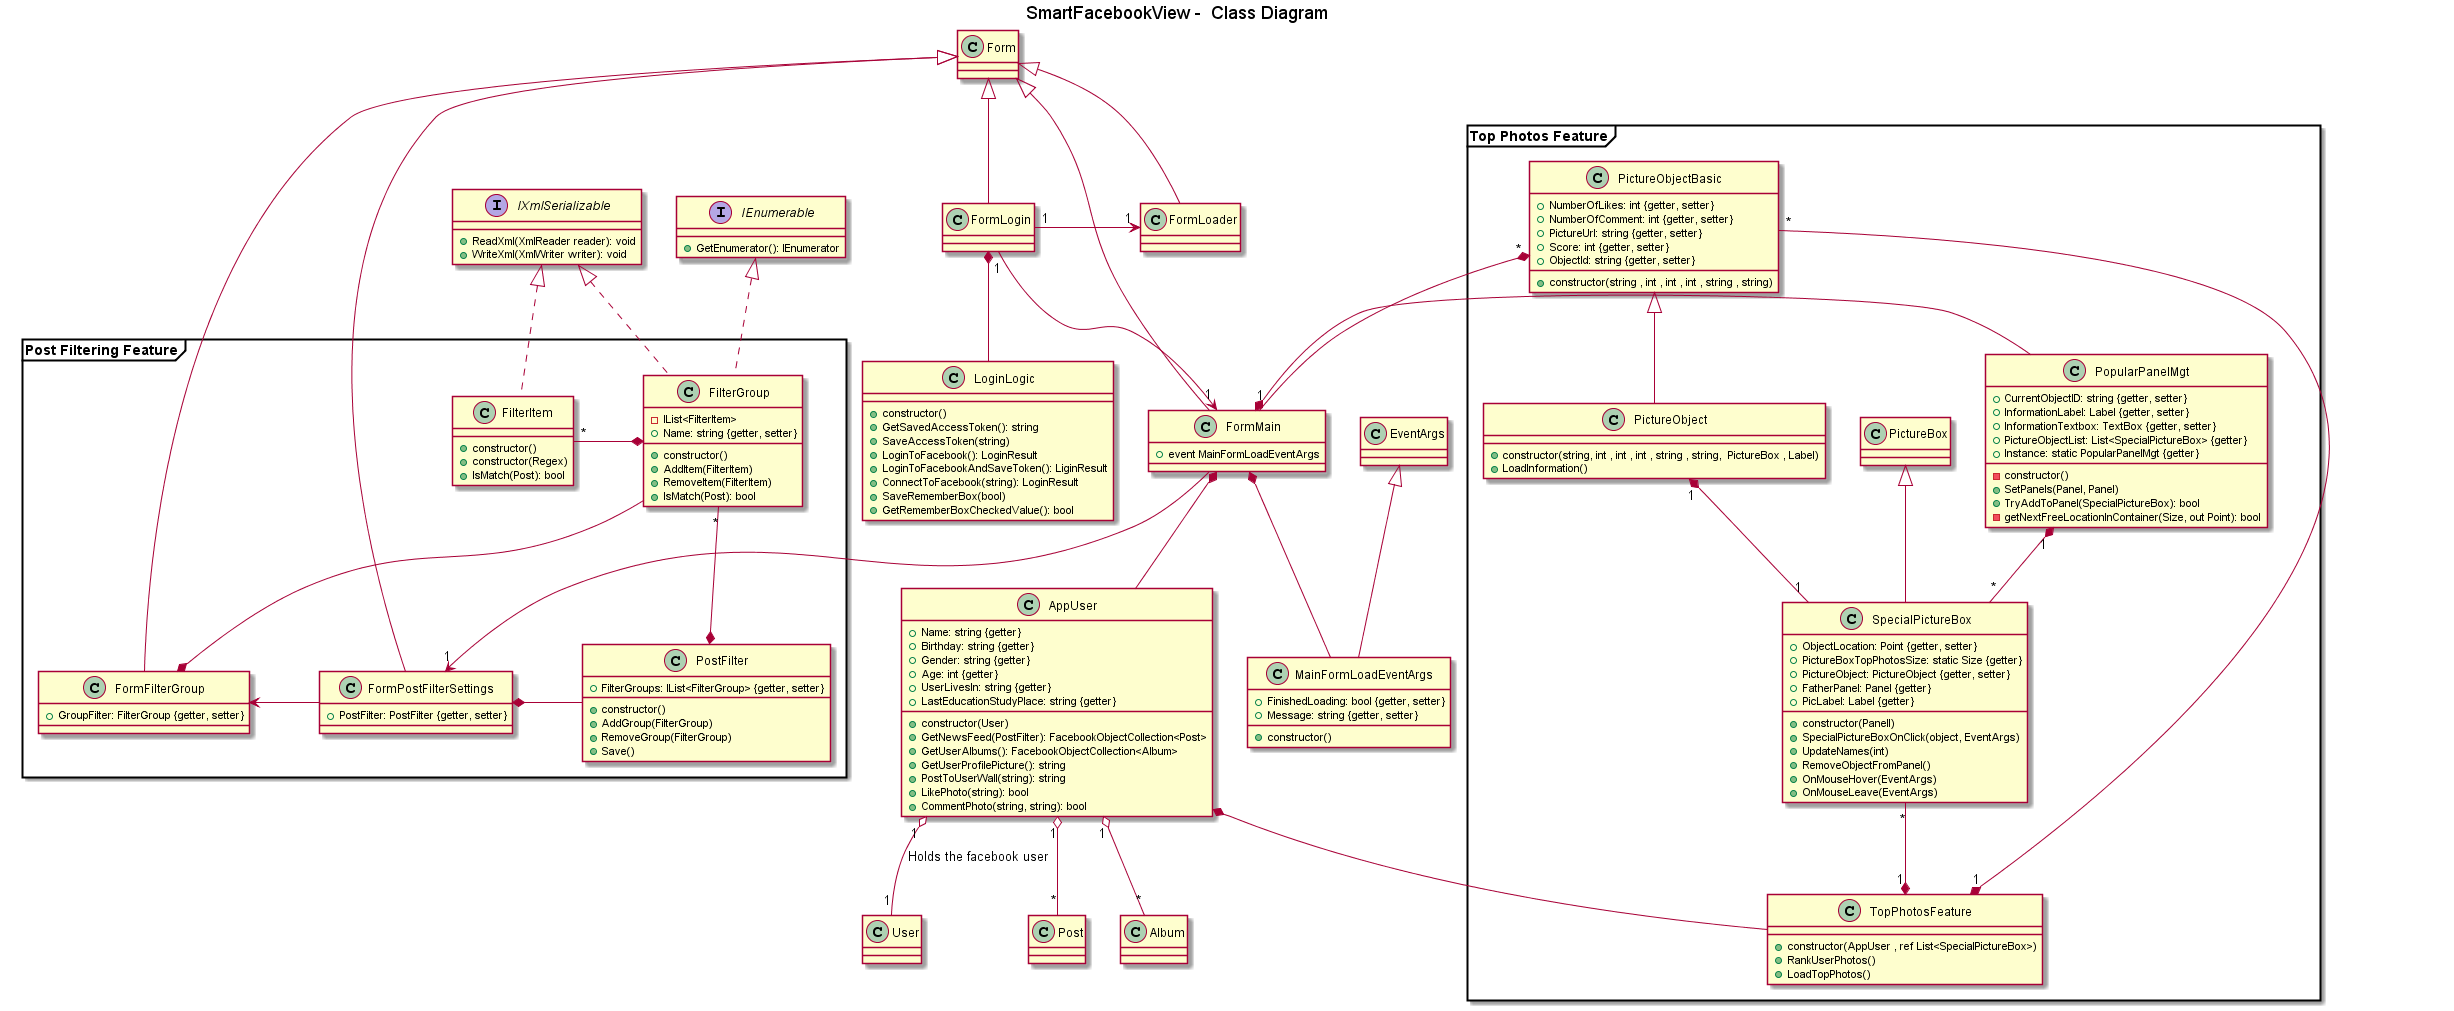 SmartFacebookView - Class Diagram
C Form
Top Photos Feature
C PictureObjectBasic
NumberOfLikes: int {getter, setter}
NumberOfComment: int {getter, setter}
PictureUrl: string {getter, setter}
Score: int {getter, setter}
ObjectId: string {getter, setter}
constructor(string , int , int , int , string , string)
*
*
I IXmlSerializable
ReadXml(XmlReader reader): void
WriteXml(XmlWriter writer): void
I IEnumerable
GetEnumerator(): IEnumerator
C FormLogin
1
1
1
C FormLoader
Post Filtering Feature
C FilterItem
constructor()
constructor(Regex)
IsMatch(Post): bool
*
C FilterGroup
IList<FilterItem>
Name: string {getter, setter}
constructor()
AddItem(FilterItem)
RemoveItem(FilterItem)
IsMatch(Post): bool
*
C LoginLogic
constructor()
GetSavedAccessToken(): string
SaveAccessToken(string)
LoginToFacebook(): LoginResult
LoginToFacebookAndSaveToken(): LiginResult
ConnectToFacebook(string): LoginResult
SaveRememberBox(bool)
GetRememberBoxCheckedValue(): bool
1
1
C FormMain
event MainFormLoadEventArgs
C EventArgs
C PictureObject
constructor(string, int , int , int , string , string, PictureBox , Label)
LoadInformation()
1
C PictureBox
C PopularPanelMgt
CurrentObjectID: string {getter, setter}
InformationLabel: Label {getter, setter}
InformationTextbox: TextBox {getter, setter}
PictureObjectList: List<SpecialPictureBox> {getter}
Instance: static PopularPanelMgt {getter}
constructor()
SetPanels(Panel, Panel)
TryAddToPanel(SpecialPictureBox): bool
getNextFreeLocationInContainer(Size, out Point): bool
1
1
*
C FormFilterGroup
GroupFilter: FilterGroup {getter, setter}
1
C FormPostFilterSettings
PostFilter: PostFilter {getter, setter}
C PostFilter
FilterGroups: IList<FilterGroup> {getter, setter}
constructor()
AddGroup(FilterGroup)
RemoveGroup(FilterGroup)
Save()
C AppUser
Name: string {getter}
Birthday: string {getter}
Gender: string {getter}
Age: int {getter}
UserLivesIn: string {getter}
LastEducationStudyPlace: string {getter}
constructor(User)
GetNewsFeed(PostFilter): FacebookObjectCollection<Post>
GetUserAlbums(): FacebookObjectCollection<Album>
GetUserProfilePicture(): string
PostToUserWall(string): string
LikePhoto(string): bool
CommentPhoto(string, string): bool
C MainFormLoadEventArgs
FinishedLoading: bool {getter, setter}
Message: string {getter, setter}
constructor()
C SpecialPictureBox
ObjectLocation: Point {getter, setter}
PictureBoxTopPhotosSize: static Size {getter}
PictureObject: PictureObject {getter, setter}
FatherPanel: Panel {getter}
PicLabel: Label {getter}
constructor(Panell)
SpecialPictureBoxOnClick(object, EventArgs)
UpdateNames(int)
RemoveObjectFromPanel()
OnMouseHover(EventArgs)
OnMouseLeave(EventArgs)
*
1
1
1
1
1
Holds the facebook user
1
*
*
C User
C Post
C Album
C TopPhotosFeature
constructor(AppUser , ref List<SpecialPictureBox>)
RankUserPhotos()
LoadTopPhotos()